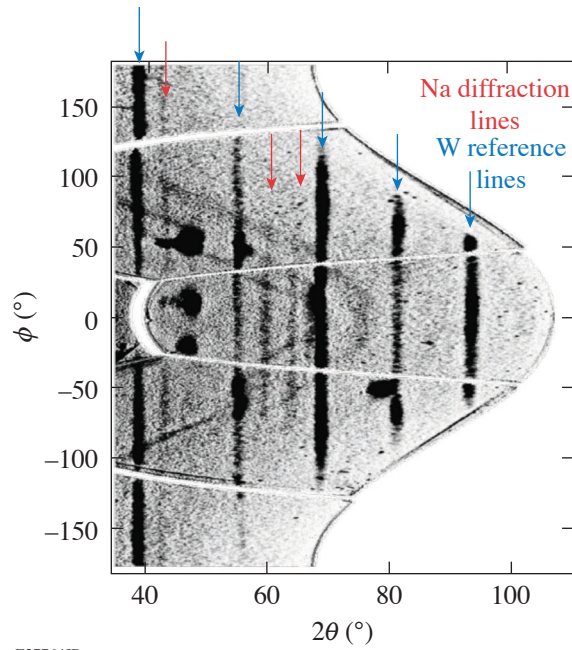 Na diffraction
lines
W reference
lines
150
100
50
0
–50
–100
–150
ϕ (°)
40
60
80
100
2θ (°)